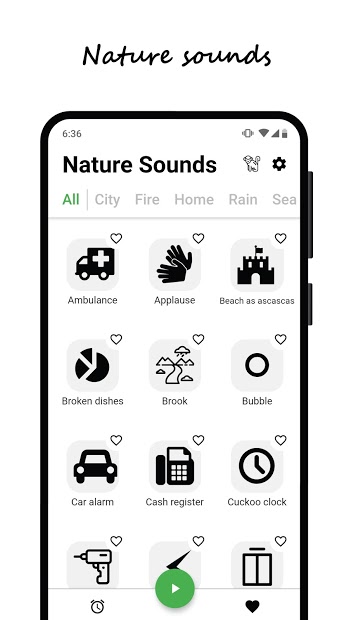 Nature sounds
6:36
Nature Sounds
All City Fire Home Rain Sea
Ambulance Applause Beach as ascascas
Broken dishes Brook Bubble
Car alarm Cash register Cuckoo clock